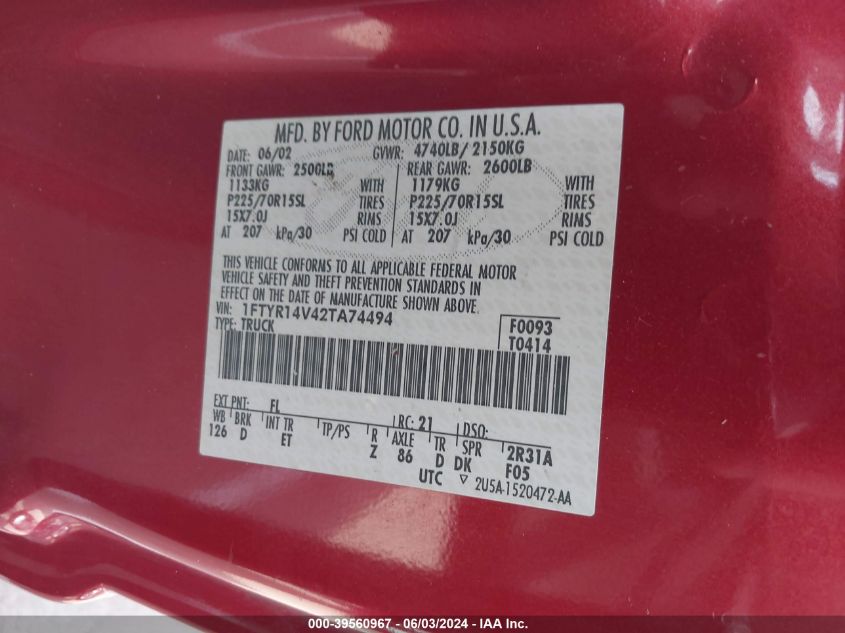 MFD. BY FORD MOTOR CO. IN U.S.A.
DATE: 06/02 GVWR: 4740LB/ 2150KG
FRONT GAWR: 2500LB REAR GAWR: 2600LB
1133KG WITH 1179KG WITH
P225/70R15SL TIRES P225/70R15SL TIRES
15X7.0J RIMS 15X7.0J RIMS
AT 207 kPa/30 PSI COLD AT 207 kPa/30 PSI COLD
THIS VEHICLE CONFORMS TO ALL APPLICABLE FEDERAL MOTOR
VEHICLE SAFETY AND THEFT PREVENTION STANDARDS IN
EFFECT ON THE DATE OF MANUFACTURE SHOWN ABOVE.
VIN: 1FTYR14V42TA74494 F0093
TYPE: TRUCK T0414
EXT PNT: FL RC: 21 DSO:
WB BRK INT TR TP/PS R AXLE TR SPR 2R31A
126 D ET Z 86 D DK F05
UTC ▽ 2U5A-1520472-AA
000-39560967 - 06/03/2024 - IAA Inc.